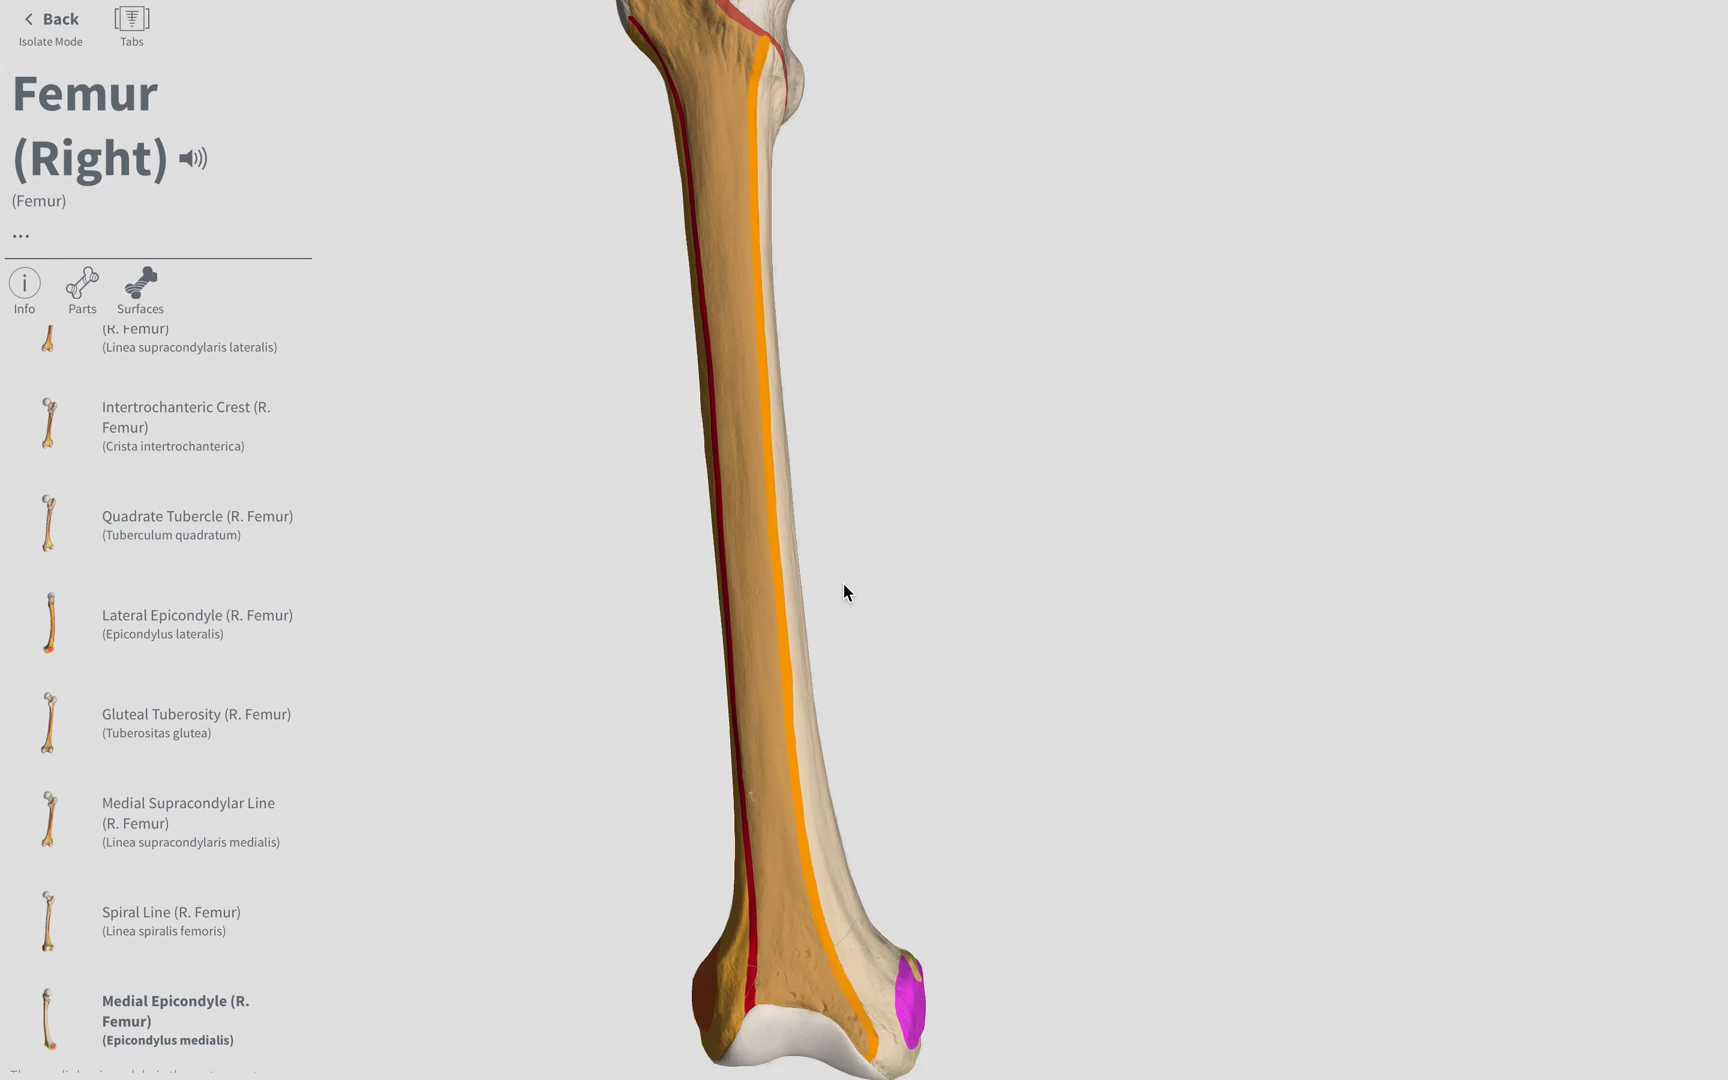 Back
Isolate Mode
Tabs
Femur
(Right)
(Femur)
...
Info
Parts
Surfaces
(R. Femur)
(Linea supracondylaris lateralis)
Intertrochanteric Crest (R.
Femur)
(Crista intertrochanterica)
Quadrate Tubercle (R. Femur)
(Tuberculum quadratum)
Lateral Epicondyle (R. Femur)
(Epicondylus lateralis)
Gluteal Tuberosity (R. Femur)
(Tuberositas glutea)
Medial Supracondylar Line
(R. Femur)
(Linea supracondylaris medialis)
Spiral Line (R. Femur)
(Linea spiralis femoris)
Medial Epicondyle (R.
Femur)
(Epicondylus medialis)